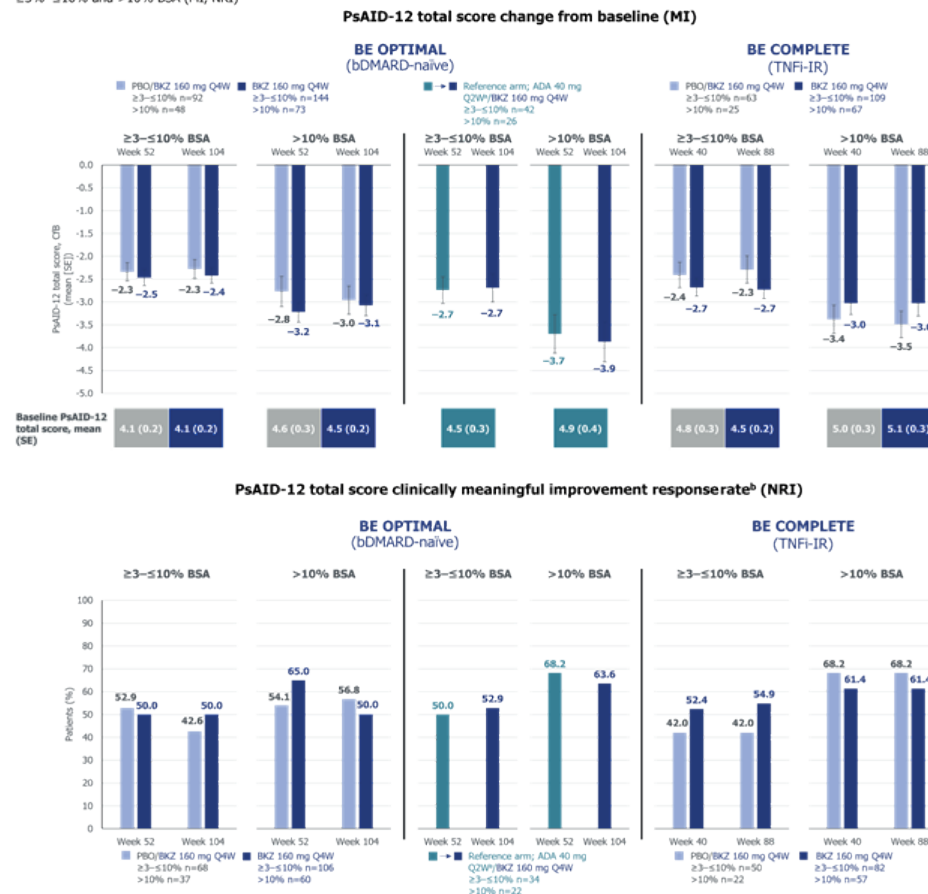 ≥3%–≤10% and >10% BSA (MI, NRI)
PsAID-12 total score change from baseline (MI)
BE OPTIMAL
(bDMARD-naïve)
BE COMPLETE
(TNFi-IR)
PBO/BKZ 160 mg Q4W
≥3–≤10% n=92
>10% n=48
BKZ 160 mg Q4W
≥3–≤10% n=144
>10% n=73
Reference arm; ADA 40 mg
Q2Wª/BKZ 160 mg Q4W
≥3–≤10% n=42
>10% n=26
PBO/BKZ 160 mg Q4W
≥3–≤10% n=63
>10% n=25
BKZ 160 mg Q4W
≥3–≤10% n=109
>10% n=67
≥3–≤10% BSA >10% BSA ≥3–≤10% BSA >10% BSA ≥3–≤10% BSA >10% BSA
Week 52 Week 104 Week 52 Week 104 Week 52 Week 104 Week 52 Week 104 Week 40 Week 88 Week 40 Week 88
PsAID-12 total score, CfB
(mean [SE])
0.0
-0.5
-1.0
-1.5
-2.0
-2.5
-3.0
-3.5
-4.0
-4.5
-5.0
−2.3 −2.5 −2.3 −2.4
−2.8 −3.2 −3.0 −3.1
−2.7 −2.7
−3.7 −3.9
−2.4 −2.7 −2.3 −2.7
−3.4 −3.0 −3.5
Baseline PsAID-12
total score, mean
(SE)
4.1 (0.2) 4.1 (0.2) 4.6 (0.3) 4.5 (0.2) 4.5 (0.3) 4.9 (0.4) 4.8 (0.3) 4.5 (0.2) 5.0 (0.3) 5.1 (0.3)
PsAID-12 total score clinically meaningful improvement response rateᵇ (NRI)
BE OPTIMAL
(bDMARD-naïve)
BE COMPLETE
(TNFi-IR)
≥3–≤10% BSA >10% BSA ≥3–≤10% BSA >10% BSA ≥3–≤10% BSA >10% BSA
Patients (%)
100
90
80
70
60
50
40
30
20
10
0
52.9 50.0 42.6 50.0
54.1 65.0 56.8 50.0
50.0 52.9
68.2 63.6
42.0 52.4 42.0 54.9
68.2 61.4 68.2 61.4
Week 52 Week 104 Week 52 Week 104 Week 52 Week 104 Week 52 Week 104 Week 40 Week 88 Week 40 Week 88
PBO/BKZ 160 mg Q4W
≥3–≤10% n=68
>10% n=37
BKZ 160 mg Q4W
≥3–≤10% n=106
>10% n=60
Reference arm; ADA 40 mg
Q2Wª/BKZ 160 mg Q4W
≥3–≤10% n=34
>10% n=22
PBO/BKZ 160 mg Q4W
≥3–≤10% n=50
>10% n=22
BKZ 160 mg Q4W
≥3–≤10% n=82
>10% n=57